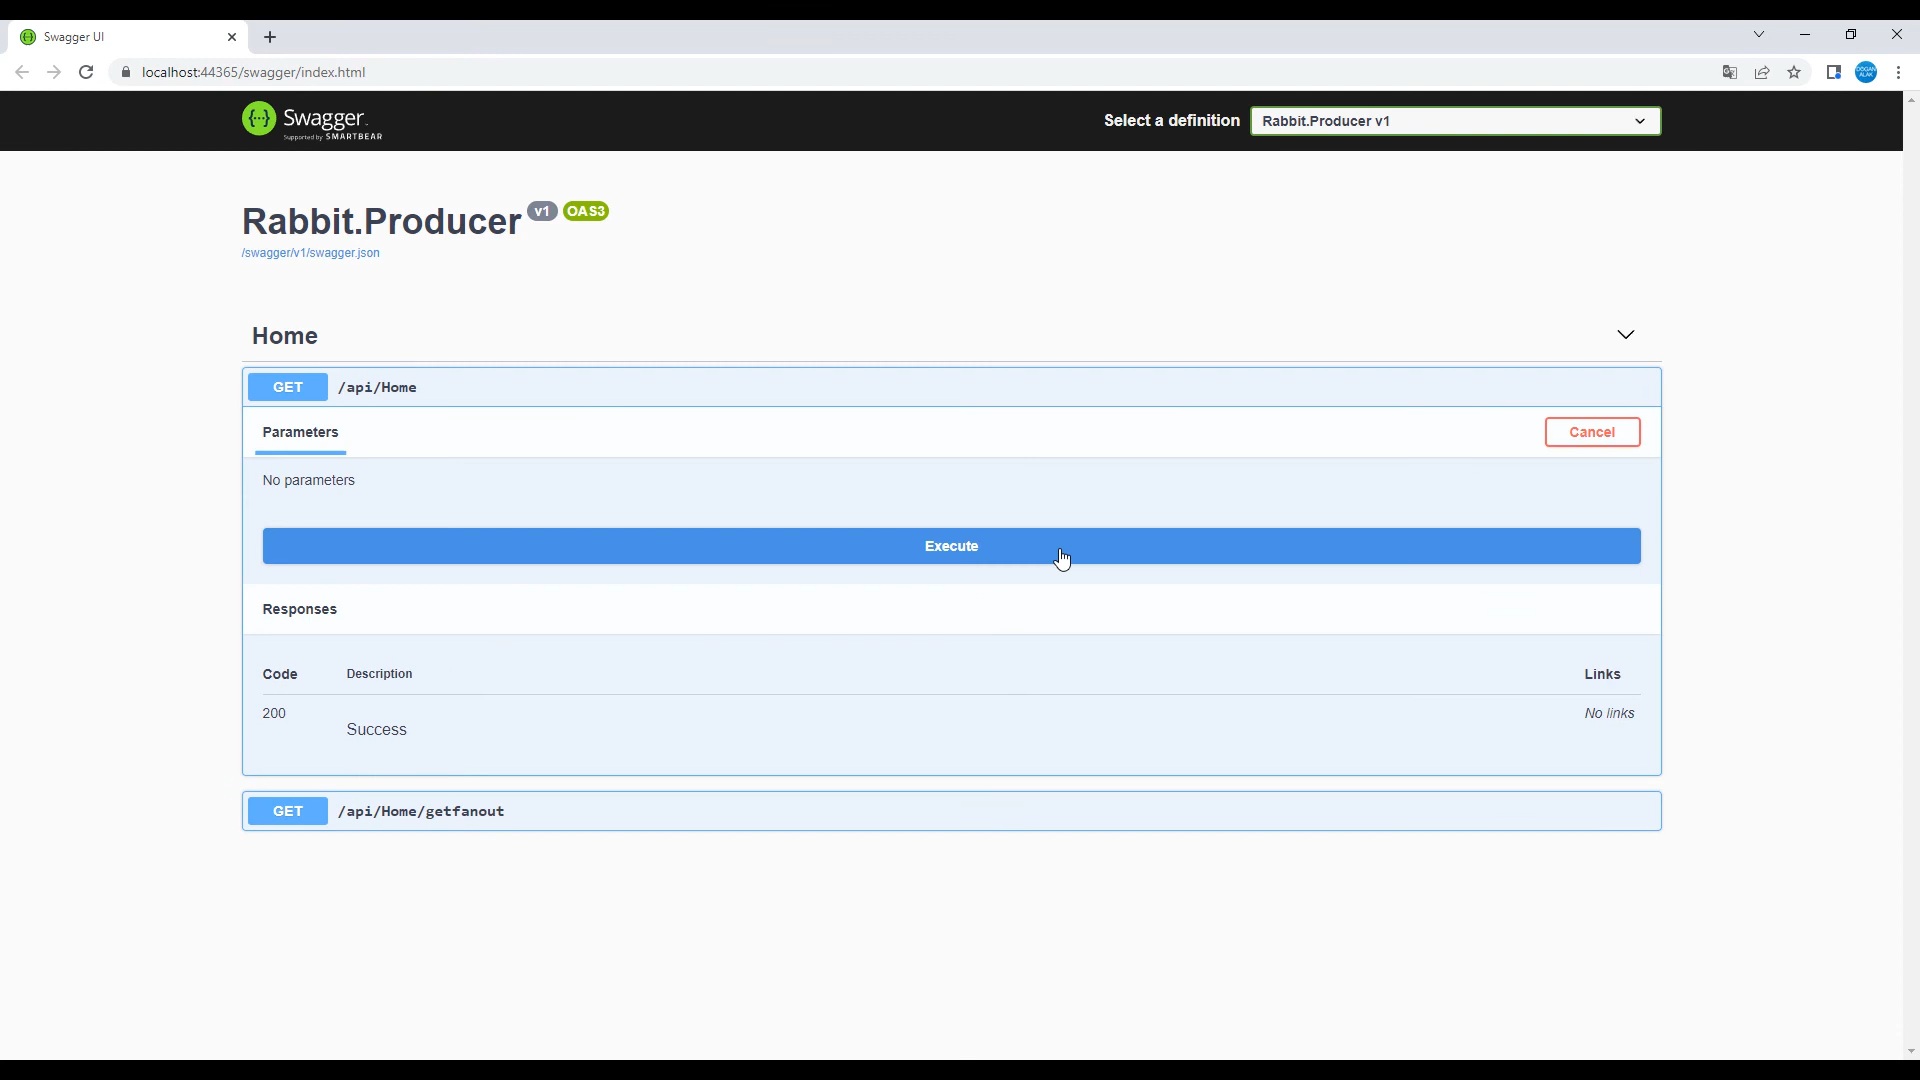 Swagger UI
localhost:44365/swagger/index.html
DOGAN
ALAK
Swagger
Supported by SMARTBEAR
Select a definition
Rabbit.Producer v1
Rabbit.Producer v1 OAS3
/swagger/v1/swagger.json
Home
GET /api/Home
Parameters
Cancel
No parameters
Execute
Responses
Code Description Links
200 Success No links
GET /api/Home/getfanout